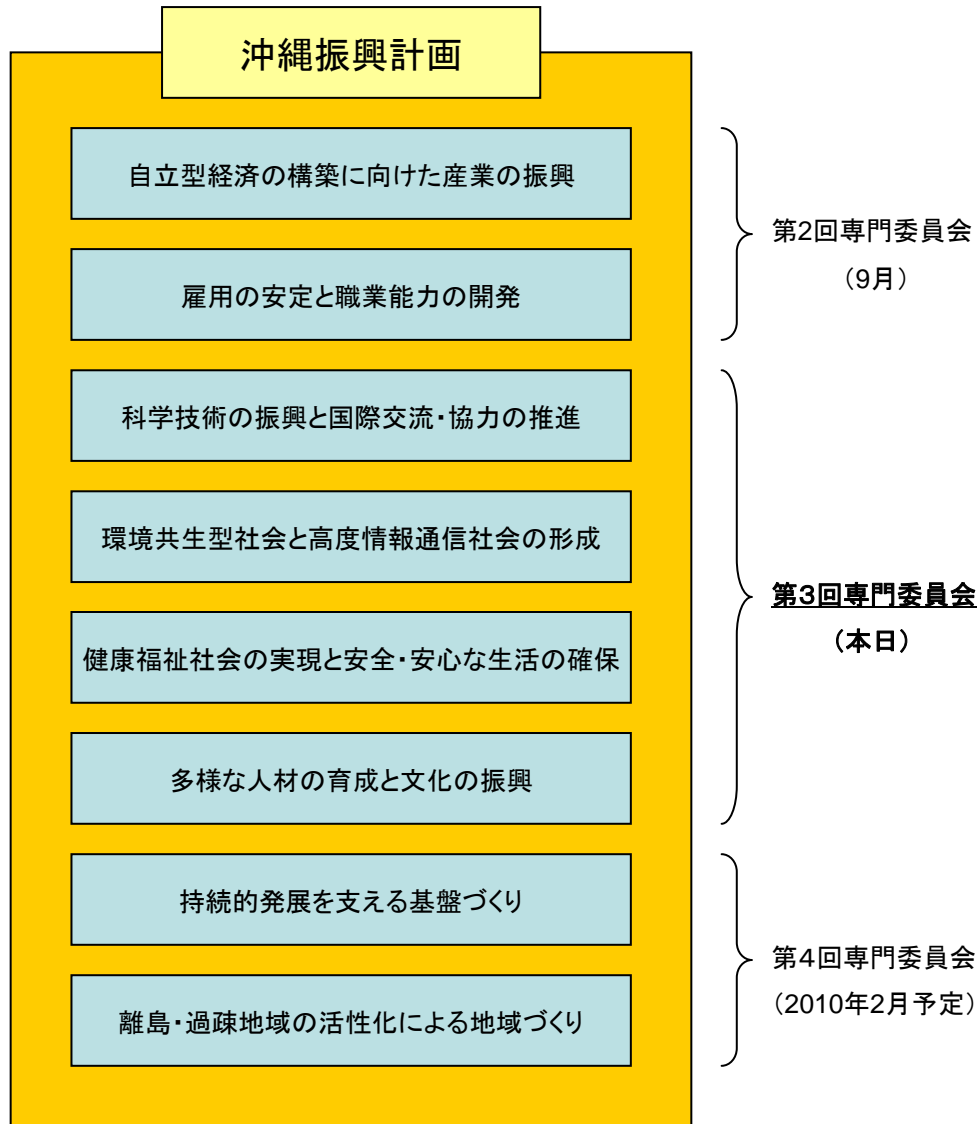 沖縄振興計画
自立型経済の構築に向けた産業の振興
雇用の安定と職業能力の開発
第2回専門委員会
（9月）
科学技術の振興と国際交流・協力の推進
環境共生型社会と高度情報通信社会の形成
健康福祉社会の実現と安全・安心な生活の確保
多様な人材の育成と文化の振興
第3回専門委員会
（本日）
持続的発展を支える基盤づくり
離島・過疎地域の活性化による地域づくり
第4回専門委員会
（2010年2月予定）